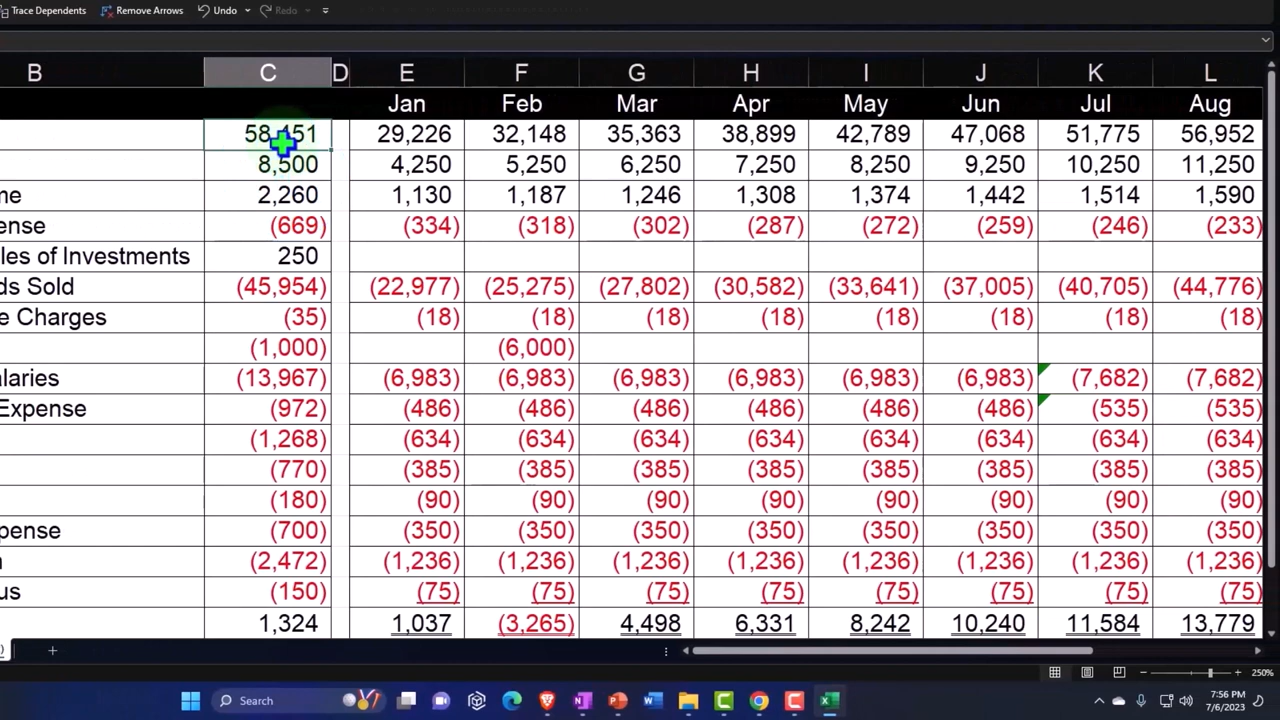 Trace Dependents Remove Arrows Undo Redo
B C D E F G H I J K L
Jan Feb Mar Apr May Jun Jul Aug
58,451 29,226 32,148 35,363 38,899 42,789 47,068 51,775 56,952
8,500 4,250 5,250 6,250 7,250 8,250 9,250 10,250 11,250
me 2,260 1,130 1,187 1,246 1,308 1,374 1,442 1,514 1,590
ense (669) (334) (318) (302) (287) (272) (259) (246) (233)
les of Investments 250
ds Sold (45,954) (22,977) (25,275) (27,802) (30,582) (33,641) (37,005) (40,705) (44,776)
e Charges (35) (18) (18) (18) (18) (18) (18) (18) (18)
(1,000) (6,000)
alaries (13,967) (6,983) (6,983) (6,983) (6,983) (6,983) (6,983) (7,682) (7,682)
Expense (972) (486) (486) (486) (486) (486) (486) (535) (535)
(1,268) (634) (634) (634) (634) (634) (634) (634) (634)
(770) (385) (385) (385) (385) (385) (385) (385) (385)
(180) (90) (90) (90) (90) (90) (90) (90) (90)
pense (700) (350) (350) (350) (350) (350) (350) (350) (350)
n (2,472) (1,236) (1,236) (1,236) (1,236) (1,236) (1,236) (1,236) (1,236)
us (150) (75) (75) (75) (75) (75) (75) (75) (75)
1,324 1,037 (3,265) 4,498 6,331 8,242 10,240 11,584 13,779
250%
Search 7:56 PM
7/6/2023